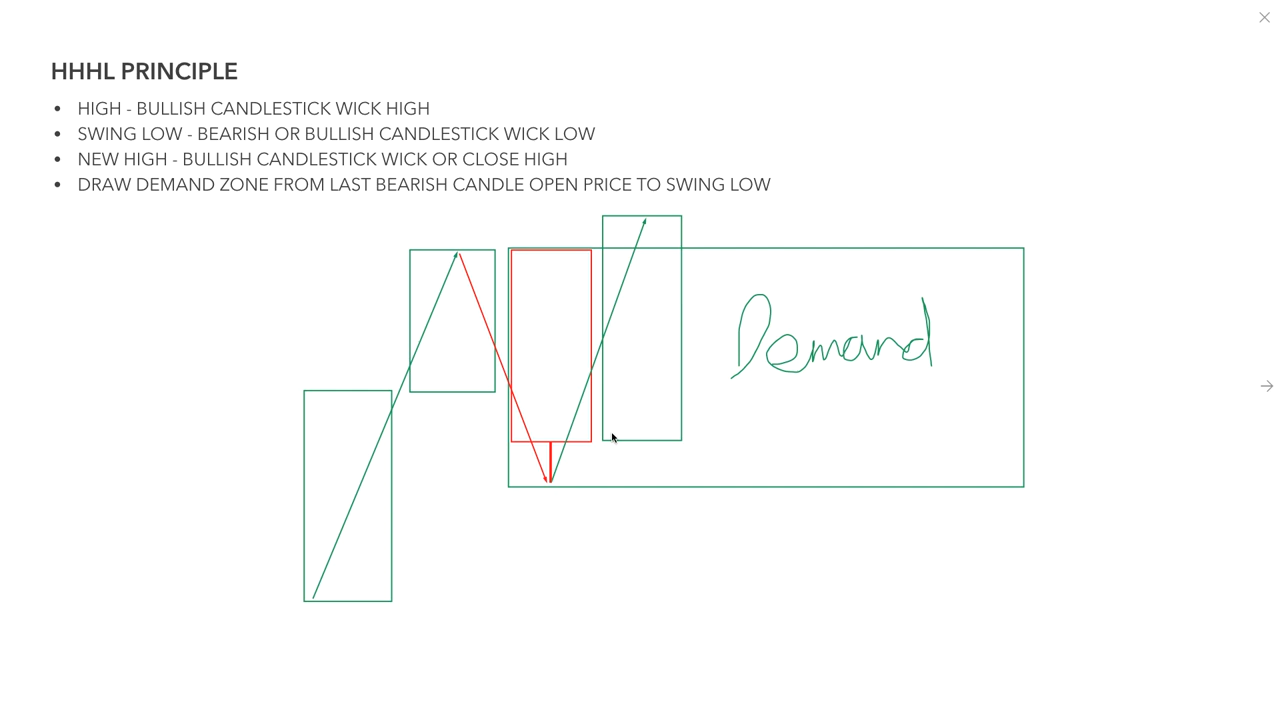 HHHL PRINCIPLE
• HIGH - BULLISH CANDLESTICK WICK HIGH
• SWING LOW - BEARISH OR BULLISH CANDLESTICK WICK LOW
• NEW HIGH - BULLISH CANDLESTICK WICK OR CLOSE HIGH
• DRAW DEMAND ZONE FROM LAST BEARISH CANDLE OPEN PRICE TO SWING LOW
Demand